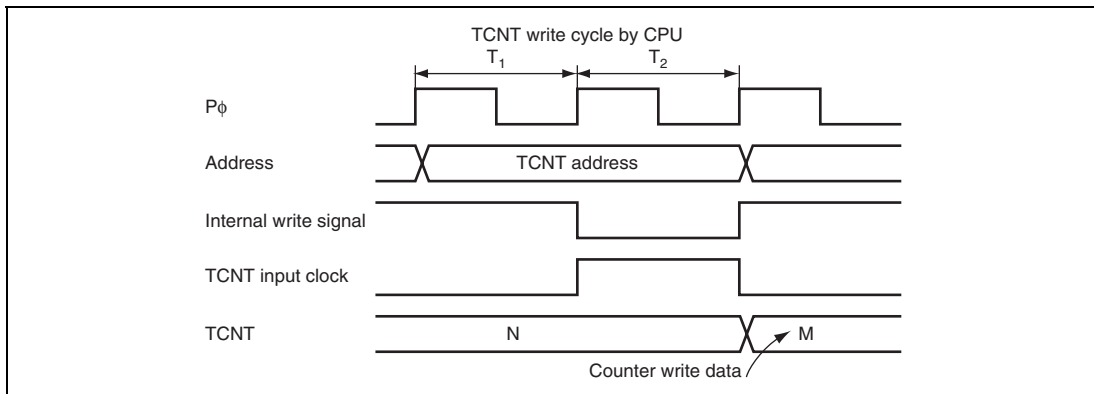 TCNT write cycle by CPU
T1 T2
Pϕ
Address TCNT address
Internal write signal
TCNT input clock
TCNT N M
Counter write data